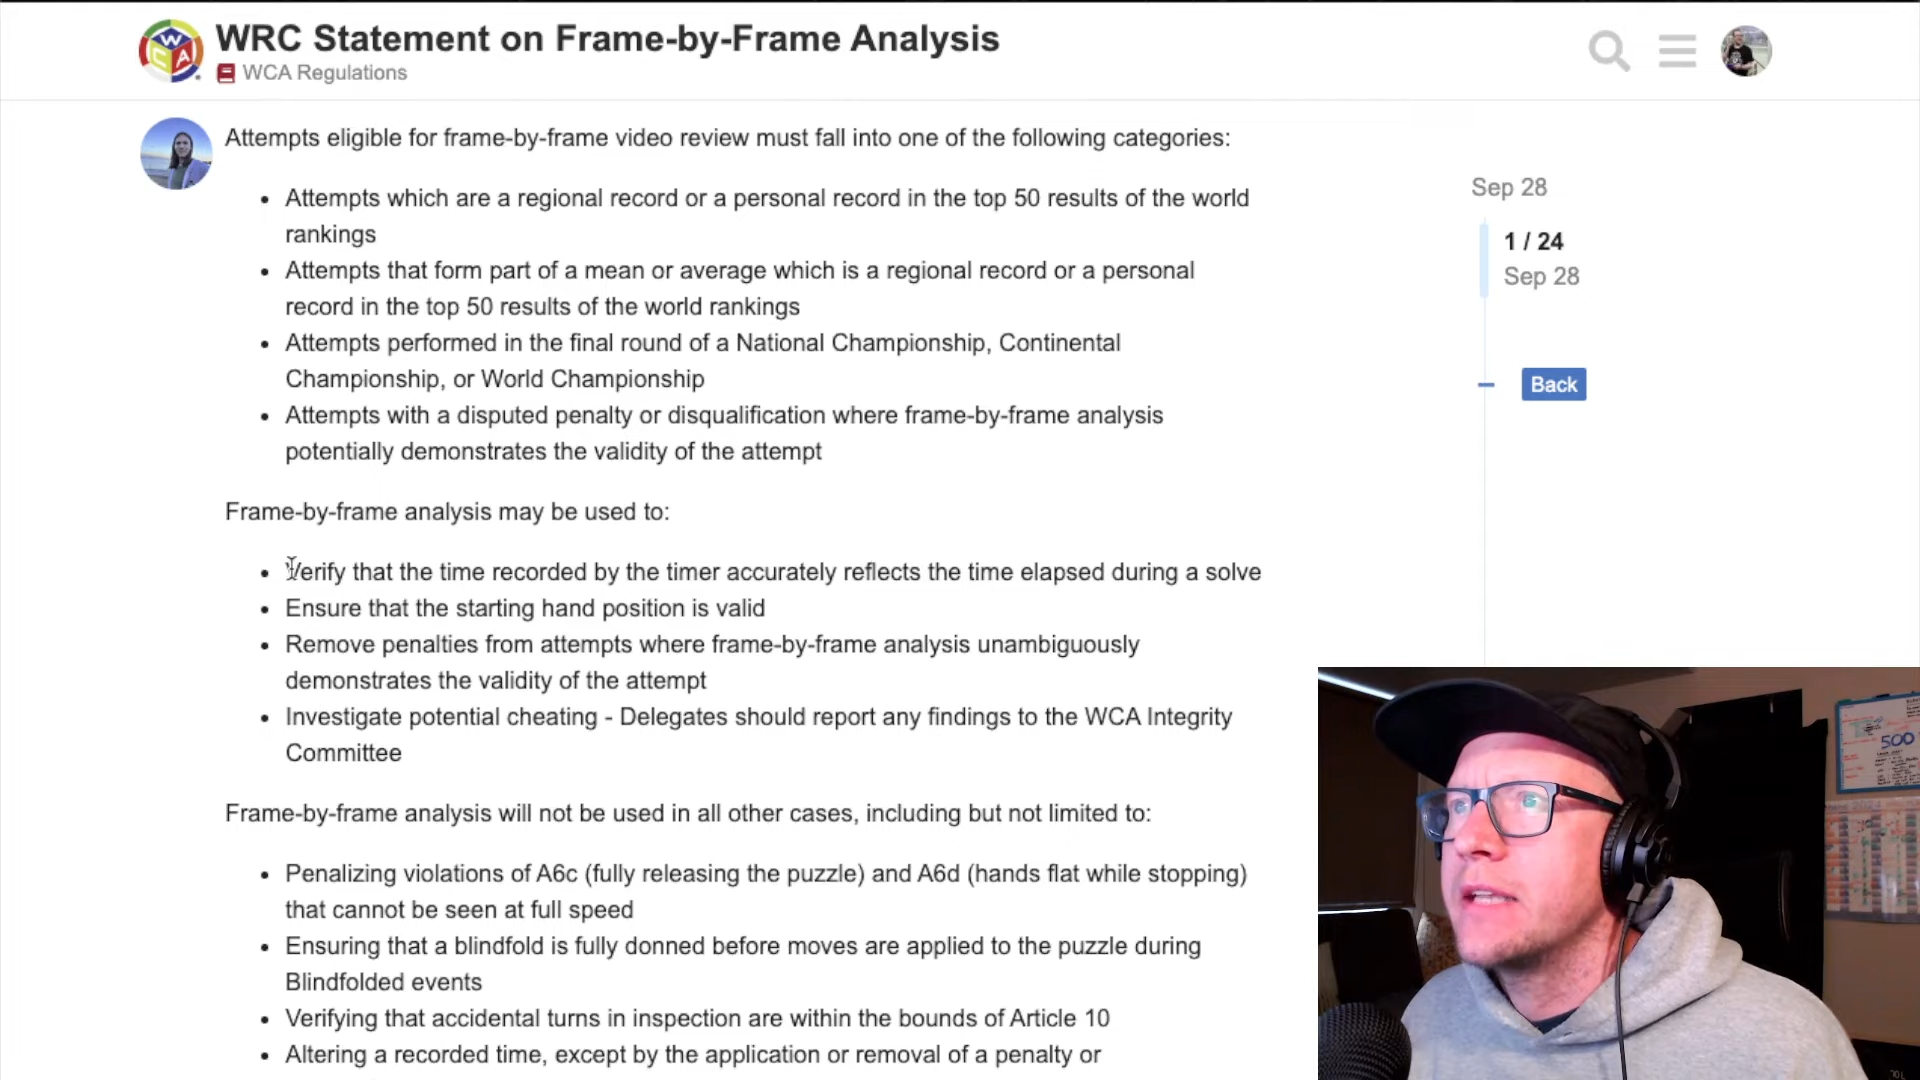 WRC Statement on Frame-by-Frame Analysis
WCA Regulations
Attempts eligible for frame-by-frame video review must fall into one of the following categories:
Attempts which are a regional record or a personal record in the top 50 results of the world
rankings
Attempts that form part of a mean or average which is a regional record or a personal
record in the top 50 results of the world rankings
Attempts performed in the final round of a National Championship, Continental
Championship, or World Championship
Attempts with a disputed penalty or disqualification where frame-by-frame analysis
potentially demonstrates the validity of the attempt
Frame-by-frame analysis may be used to:
Verify that the time recorded by the timer accurately reflects the time elapsed during a solve
Ensure that the starting hand position is valid
Remove penalties from attempts where frame-by-frame analysis unambiguously
demonstrates the validity of the attempt
Investigate potential cheating - Delegates should report any findings to the WCA Integrity
Committee
Frame-by-frame analysis will not be used in all other cases, including but not limited to:
Penalizing violations of A6c (fully releasing the puzzle) and A6d (hands flat while stopping)
that cannot be seen at full speed
Ensuring that a blindfold is fully donned before moves are applied to the puzzle during
Blindfolded events
Verifying that accidental turns in inspection are within the bounds of Article 10
Altering a recorded time, except by the application or removal of a penalty or
Sep 28
1 / 24
Sep 28
Back
500